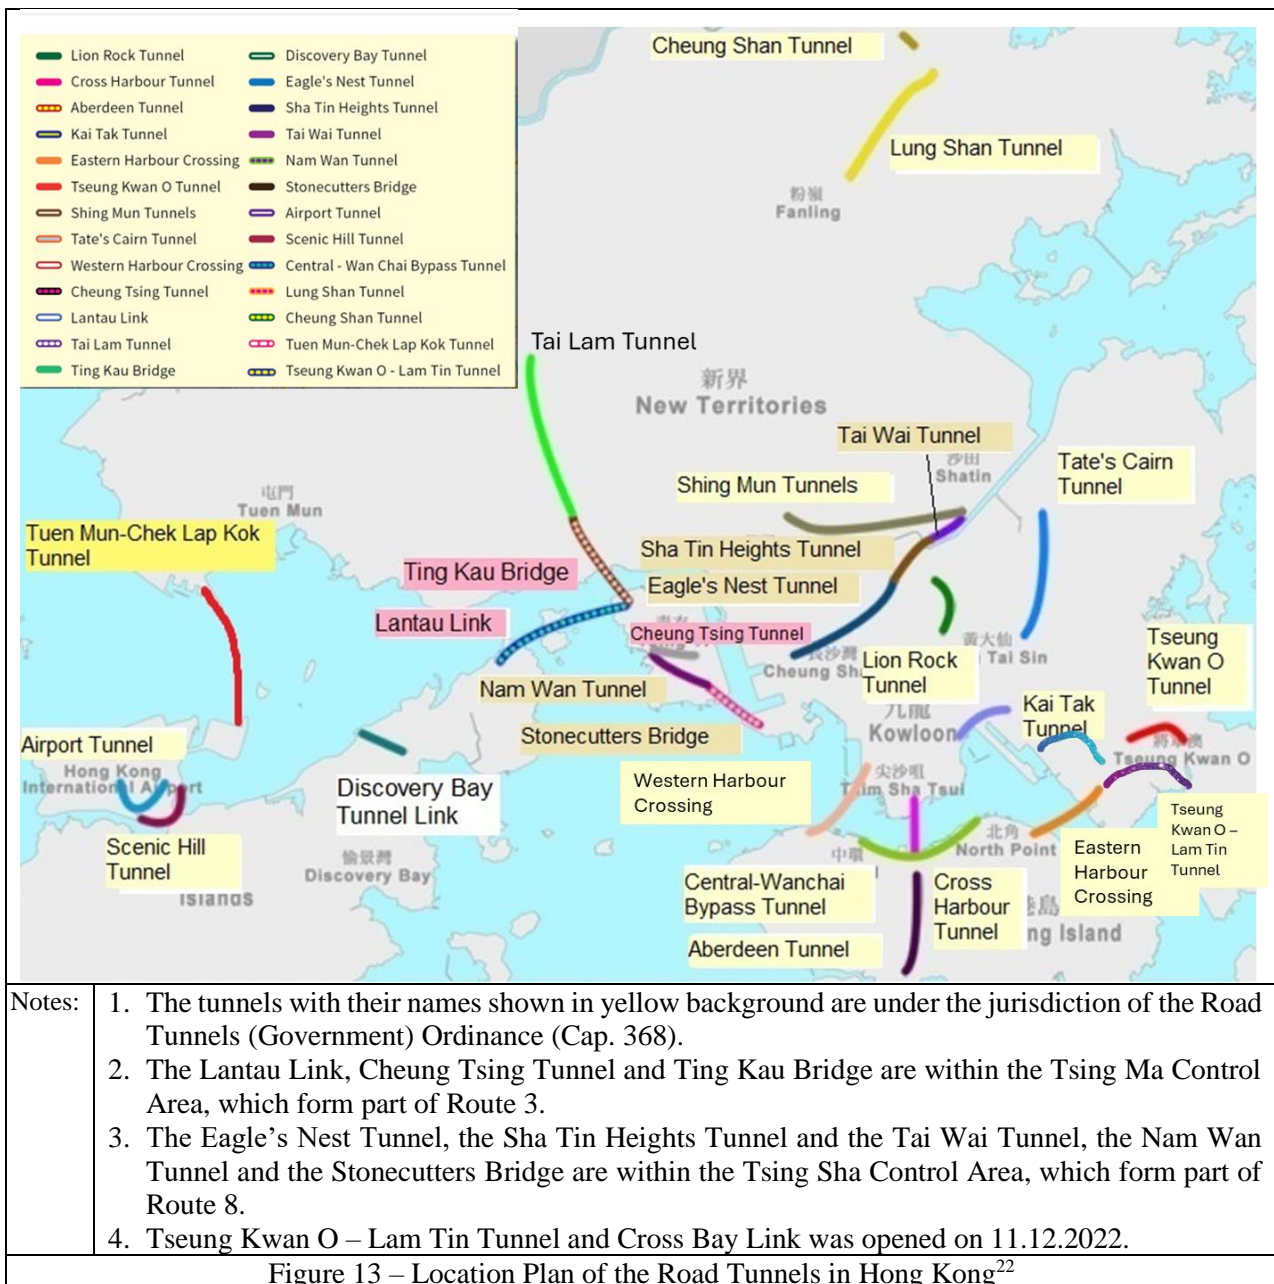 Lion Rock Tunnel
Cross Harbour Tunnel
Aberdeen Tunnel
Kai Tak Tunnel
Eastern Harbour Crossing
Tseung Kwan O Tunnel
Shing Mun Tunnels
Tate's Cairn Tunnel
Western Harbour Crossing
Cheung Tsing Tunnel
Lantau Link
Tai Lam Tunnel
Ting Kau Bridge
Discovery Bay Tunnel
Eagle's Nest Tunnel
Sha Tin Heights Tunnel
Tai Wai Tunnel
Nam Wan Tunnel
Stonecutters Bridge
Airport Tunnel
Scenic Hill Tunnel
Central - Wan Chai Bypass Tunnel
Lung Shan Tunnel
Cheung Shan Tunnel
Tuen Mun-Chek Lap Kok Tunnel
Tseung Kwan O - Lam Tin Tunnel
Cheung Shan Tunnel
Lung Shan Tunnel
粉嶺
Fanling
Tai Lam Tunnel
新界
New Territories
Tai Wai Tunnel
沙田
Shatin
Tate's Cairn
Tunnel
Shing Mun Tunnels
屯門
Tuen Mun
Tuen Mun-Chek Lap Kok
Tunnel
Sha Tin Heights Tunnel
Ting Kau Bridge
Eagle's Nest Tunnel
Lantau Link
Cheung Tsing Tunnel
長沙灣
Cheung Sh
黃大仙
Tai Sin
Lion Rock
Tunnel
Tseung
Kwan O
Tunnel
Nam Wan Tunnel
Stonecutters Bridge
九龍
Kowloon
Kai Tak
Tunnel
將軍澳
Tseung Kwan O
Airport Tunnel
Hong Kong
International Airport
Discovery Bay
Tunnel Link
Western Harbour
Crossing
尖沙咀
Tsim Sha Tsui
Scenic Hill
Tunnel
Islands
愉景灣
Discovery Bay
中環
北角
North Point
Eastern
Harbour
Crossing
Tseung
Kwan O –
Lam Tin
Tunnel
Central-Wanchai
Bypass Tunnel
Cross
Harbour
Tunnel
Aberdeen Tunnel
港島
ng Island
Notes:
1. The tunnels with their names shown in yellow background are under the jurisdiction of the Road
Tunnels (Government) Ordinance (Cap. 368).
2. The Lantau Link, Cheung Tsing Tunnel and Ting Kau Bridge are within the Tsing Ma Control
Area, which form part of Route 3.
3. The Eagle’s Nest Tunnel, the Sha Tin Heights Tunnel and the Tai Wai Tunnel, the Nam Wan
Tunnel and the Stonecutters Bridge are within the Tsing Sha Control Area, which form part of
Route 8.
4. Tseung Kwan O – Lam Tin Tunnel and Cross Bay Link was opened on 11.12.2022.
Figure 13 – Location Plan of the Road Tunnels in Hong Kong22